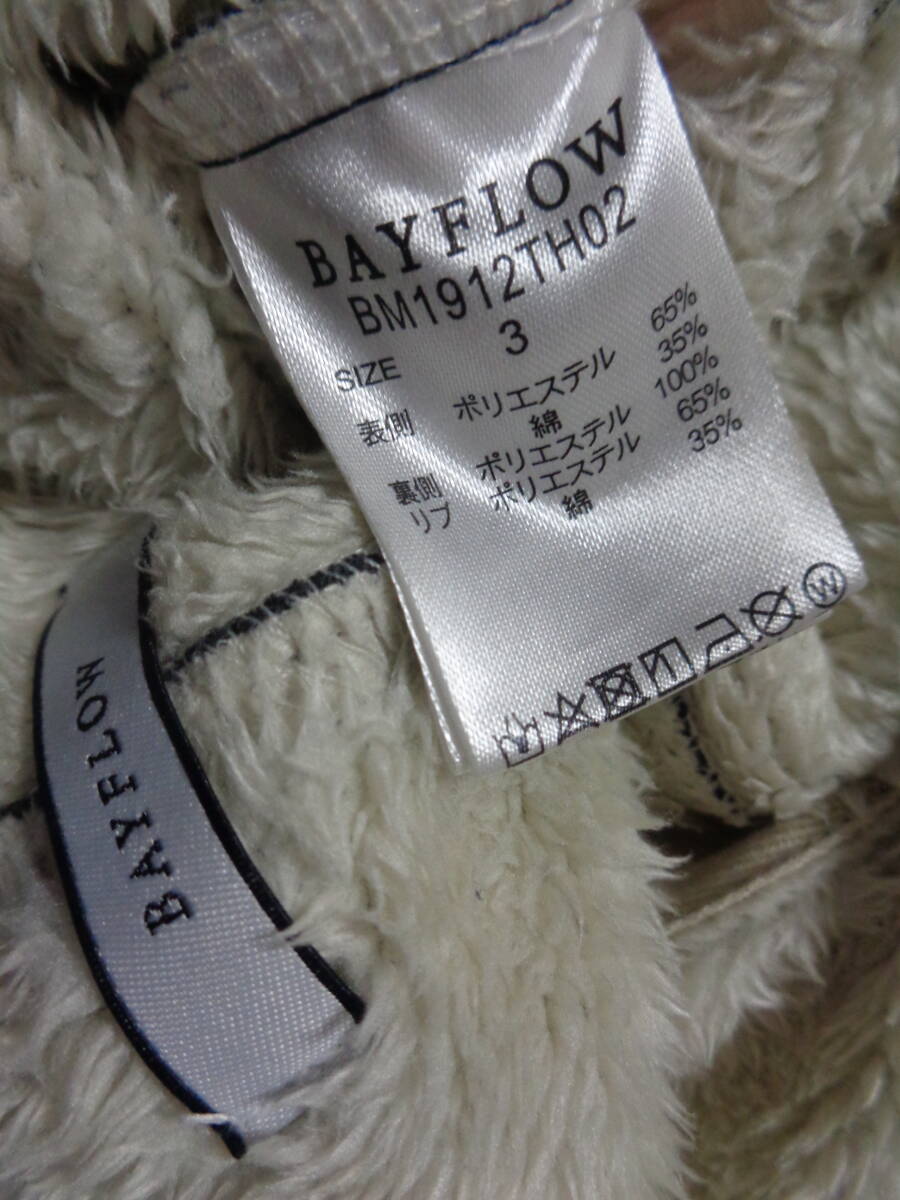 BAYFLOW
BM1912TH02
SIZE 3
表側 ポリエステル 65%
綿 35%
裏側 ポリエステル 100%
リブ ポリエステル 65%
綿 35%
W
BAYFLOW